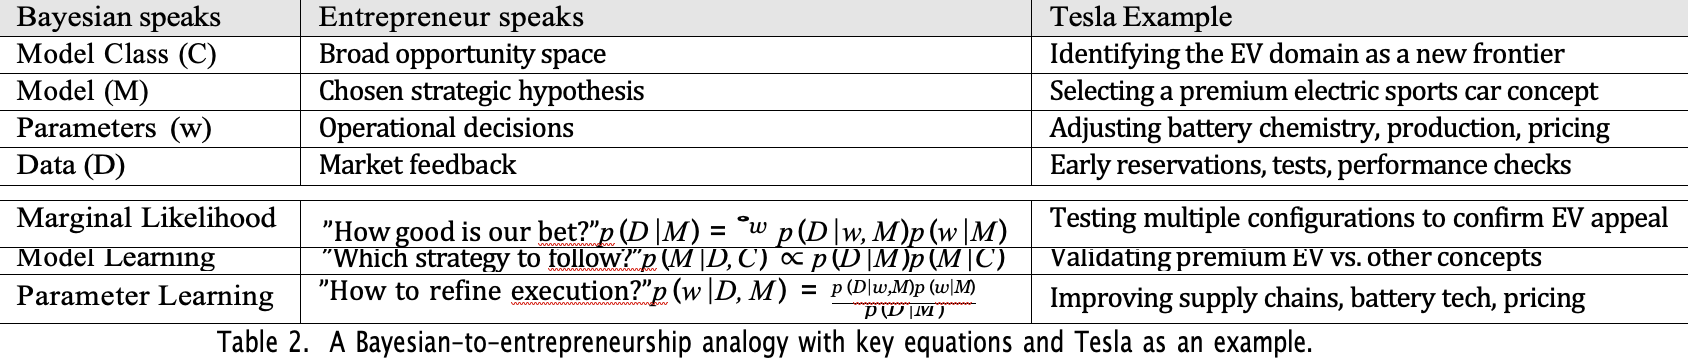 Bayesian speaks Entrepreneur speaks Tesla Example
Model Class (C) Broad opportunity space Identifying the EV domain as a new frontier
Model (M) Chosen strategic hypothesis Selecting a premium electric sports car concept
Parameters (w) Operational decisions Adjusting battery chemistry, production, pricing
Data (D) Market feedback Early reservations, tests, performance checks
Marginal Likelihood ”How good is our bet?”p (D |M) = w p (D |w, M)p (w |M) Testing multiple configurations to confirm EV appeal
Model Learning ”Which strategy to follow?”p (M |D, C) ∝ p (D |M)p (M |C) Validating premium EV vs. other concepts
Parameter Learning ”How to refine execution?”p (w |D, M) = p (D|w,M)p (w|M) / p (D |M) Improving supply chains, battery tech, pricing
Table 2. A Bayesian-to-entrepreneurship analogy with key equations and Tesla as an example.